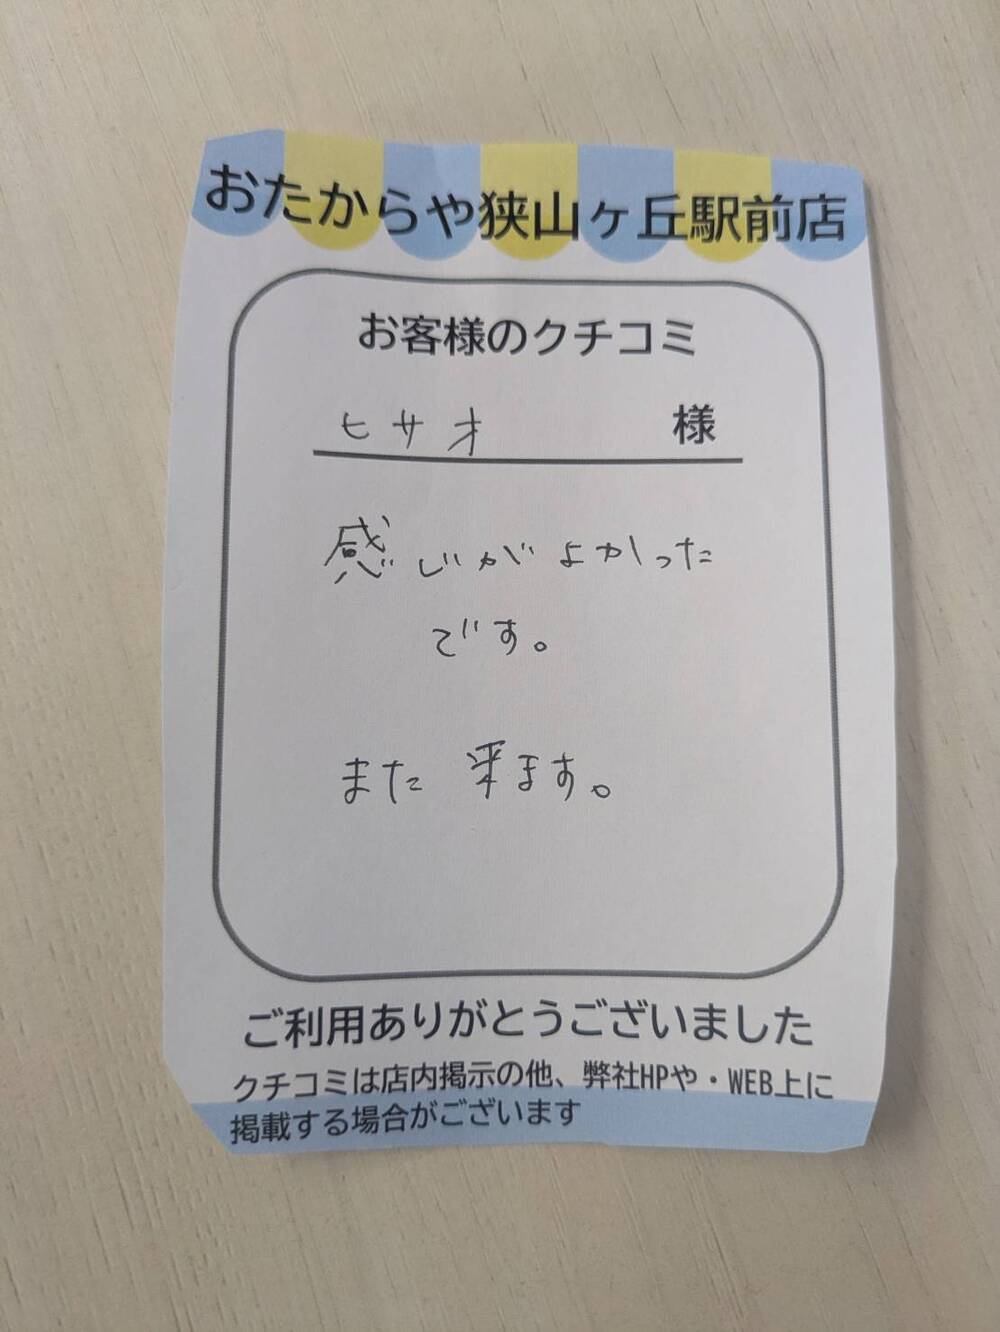 おたからや狭山ヶ丘駅前店
お客様のクチコミ
ヒサオ 様
感じがよかった
です。
また来ます。
ご利用ありがとうございました
クチコミは店内掲示の他、弊社HPや・WEB上に
掲載する場合がございます